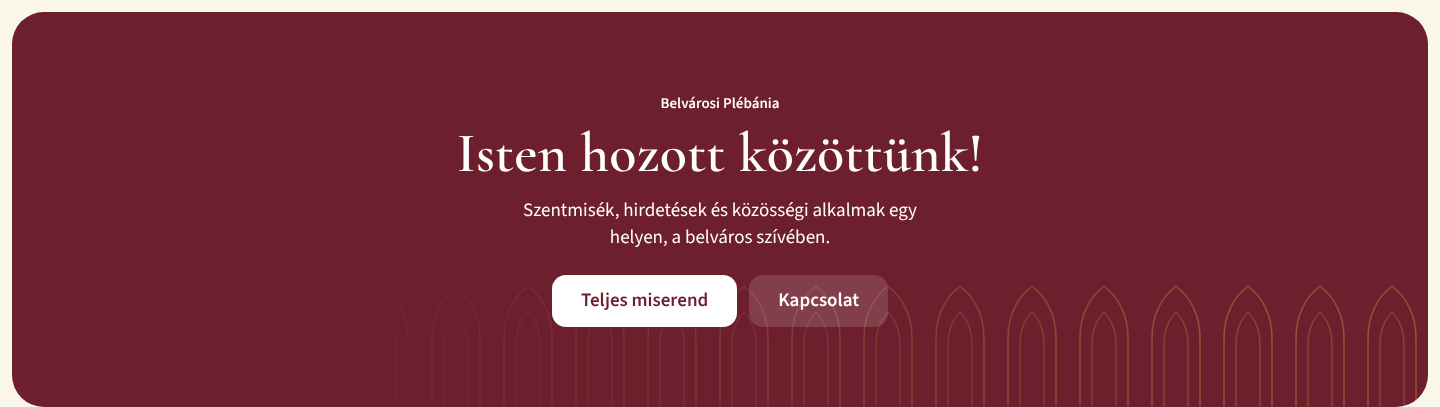 Belvárosi Plébánia
Isten hozott közöttünk!
Szentmisék, hirdetések és közösségi alkalmak egy
helyen, a belváros szívében.
Teljes miserend
Kapcsolat